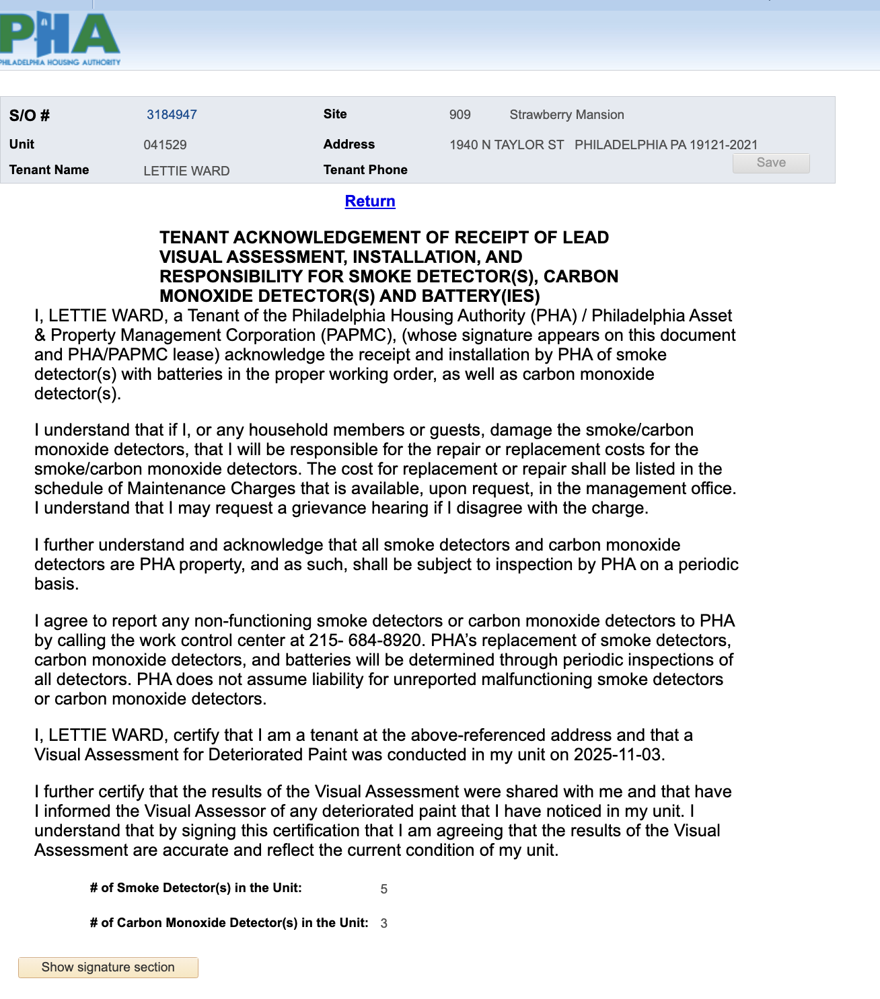 PHA
PHILADELPHIA HOUSING AUTHORITY
S/O # 3184947 Site 909 Strawberry Mansion
Unit 041529 Address 1940 N TAYLOR ST PHILADELPHIA PA 19121-2021
Tenant Name LETTIE WARD Tenant Phone
Save
Return
TENANT ACKNOWLEDGEMENT OF RECEIPT OF LEAD
VISUAL ASSESSMENT, INSTALLATION, AND
RESPONSIBILITY FOR SMOKE DETECTOR(S), CARBON
MONOXIDE DETECTOR(S) AND BATTERY(IES)
I, LETTIE WARD, a Tenant of the Philadelphia Housing Authority (PHA) / Philadelphia Asset
& Property Management Corporation (PAPMC), (whose signature appears on this document
and PHA/PAPMC lease) acknowledge the receipt and installation by PHA of smoke
detector(s) with batteries in the proper working order, as well as carbon monoxide
detector(s).
I understand that if I, or any household members or guests, damage the smoke/carbon
monoxide detectors, that I will be responsible for the repair or replacement costs for the
smoke/carbon monoxide detectors. The cost for replacement or repair shall be listed in the
schedule of Maintenance Charges that is available, upon request, in the management office.
I understand that I may request a grievance hearing if I disagree with the charge.
I further understand and acknowledge that all smoke detectors and carbon monoxide
detectors are PHA property, and as such, shall be subject to inspection by PHA on a periodic
basis.
I agree to report any non-functioning smoke detectors or carbon monoxide detectors to PHA
by calling the work control center at 215- 684-8920. PHA’s replacement of smoke detectors,
carbon monoxide detectors, and batteries will be determined through periodic inspections of
all detectors. PHA does not assume liability for unreported malfunctioning smoke detectors
or carbon monoxide detectors.
I, LETTIE WARD, certify that I am a tenant at the above-referenced address and that a
Visual Assessment for Deteriorated Paint was conducted in my unit on 2025-11-03.
I further certify that the results of the Visual Assessment were shared with me and that have
I informed the Visual Assessor of any deteriorated paint that I have noticed in my unit. I
understand that by signing this certification that I am agreeing that the results of the Visual
Assessment are accurate and reflect the current condition of my unit.
# of Smoke Detector(s) in the Unit: 5
# of Carbon Monoxide Detector(s) in the Unit: 3
Show signature section